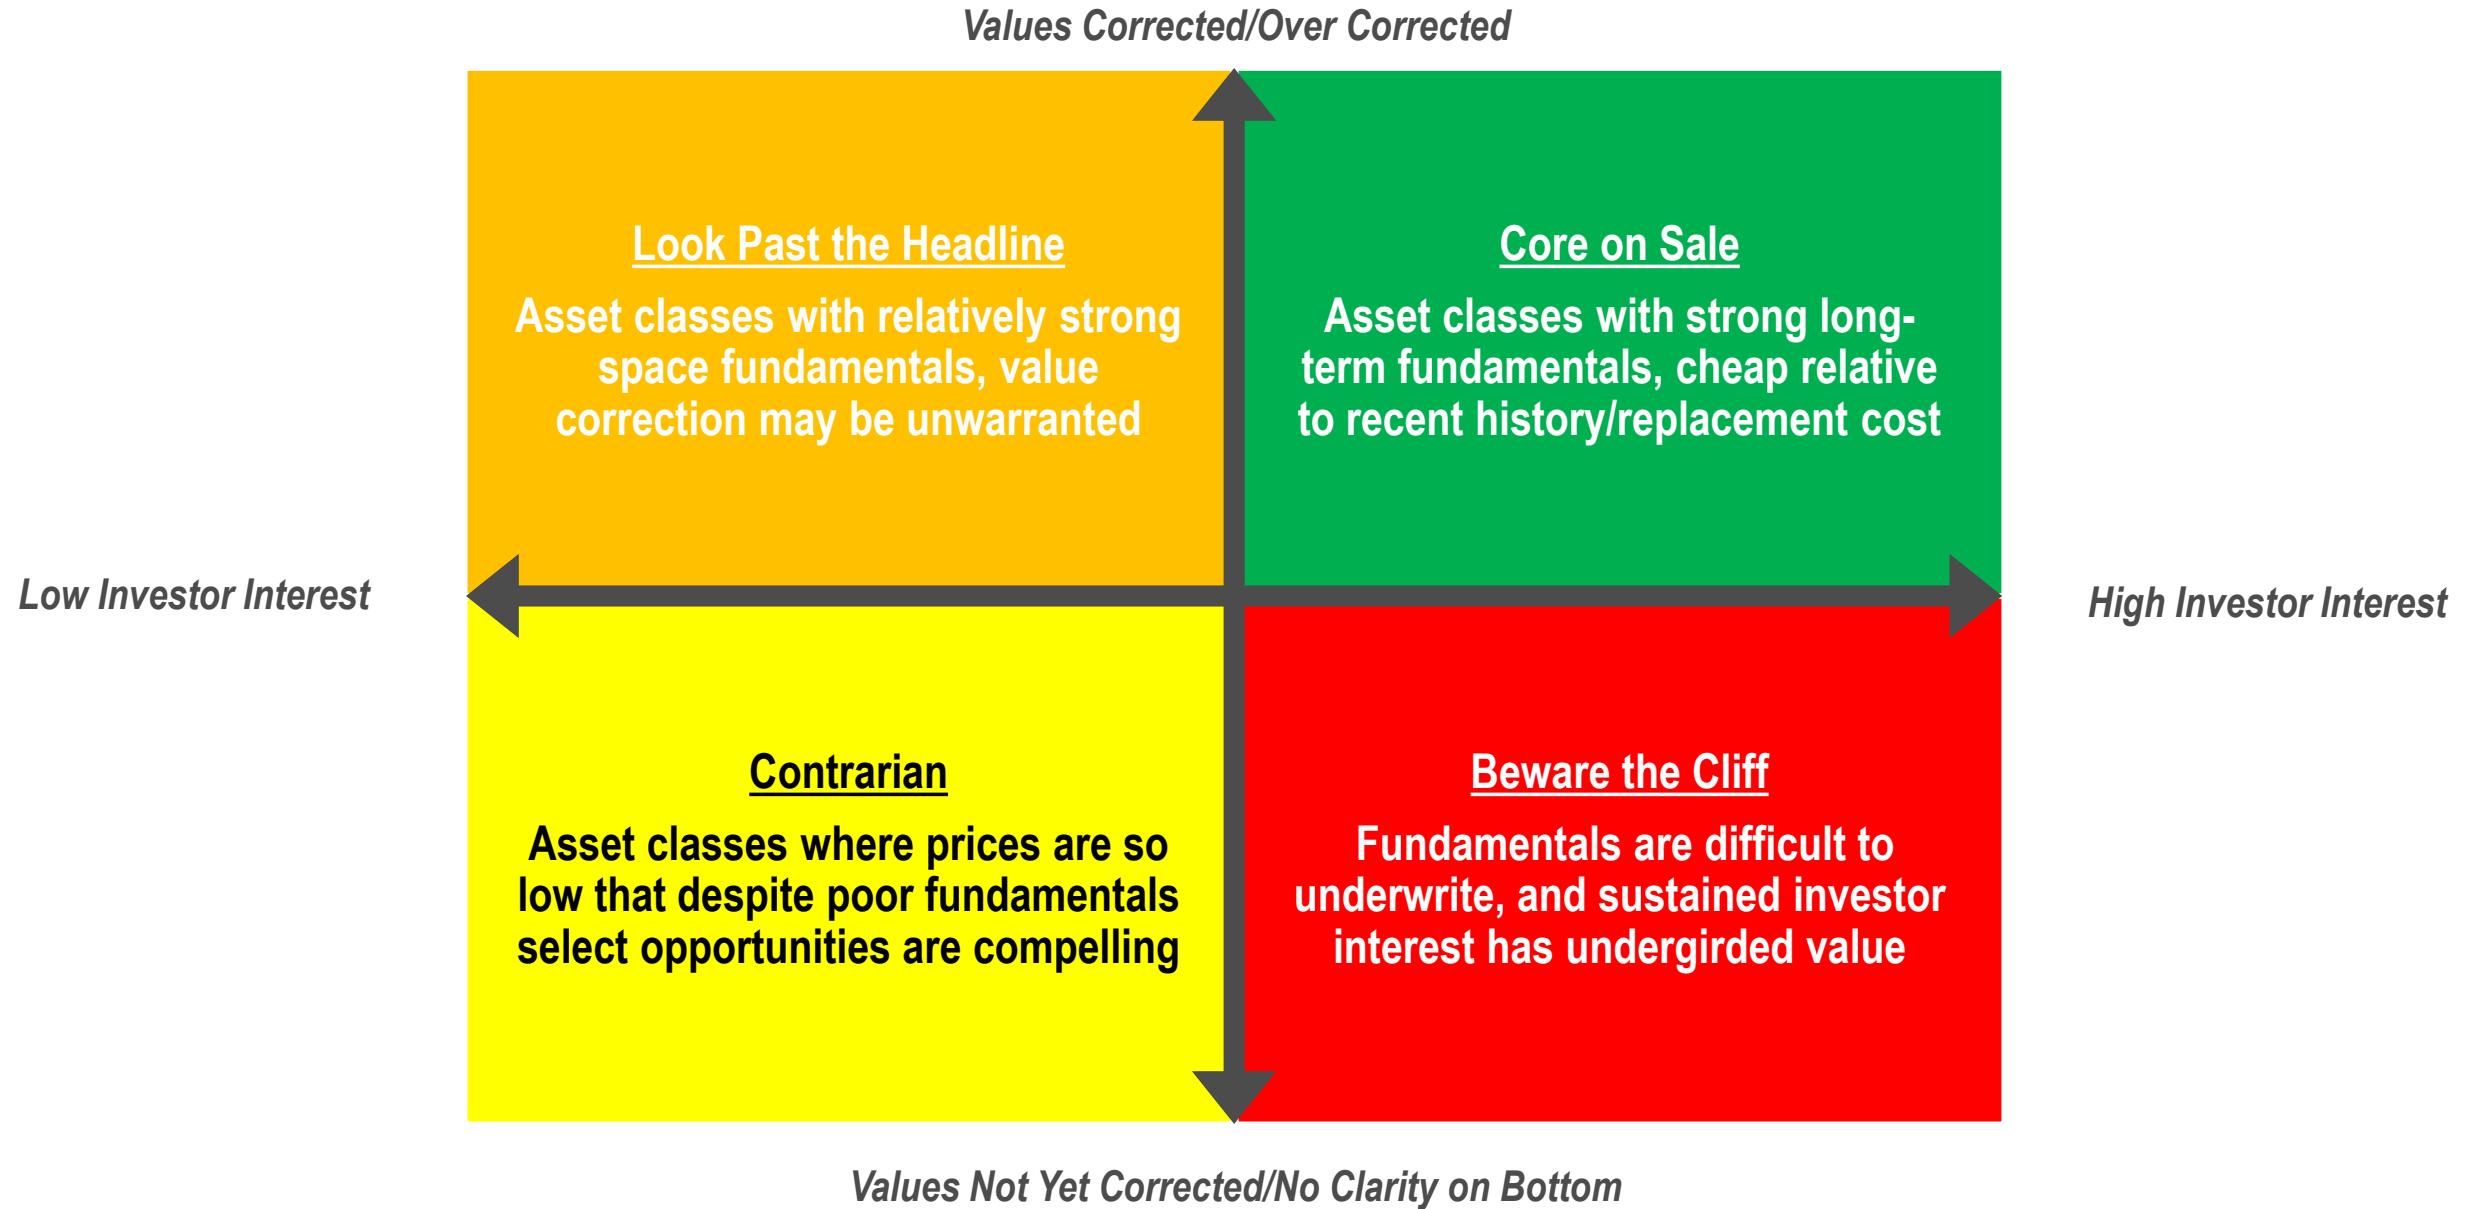 Values Corrected/Over Corrected
Look Past the Headline
Asset classes with relatively strong
space fundamentals, value
correction may be unwarranted
Core on Sale
Asset classes with strong long-
term fundamentals, cheap relative
to recent history/replacement cost
Low Investor Interest
High Investor Interest
Contrarian
Asset classes where prices are so
low that despite poor fundamentals
select opportunities are compelling
Beware the Cliff
Fundamentals are difficult to
underwrite, and sustained investor
interest has undergirded value
Values Not Yet Corrected/No Clarity on Bottom